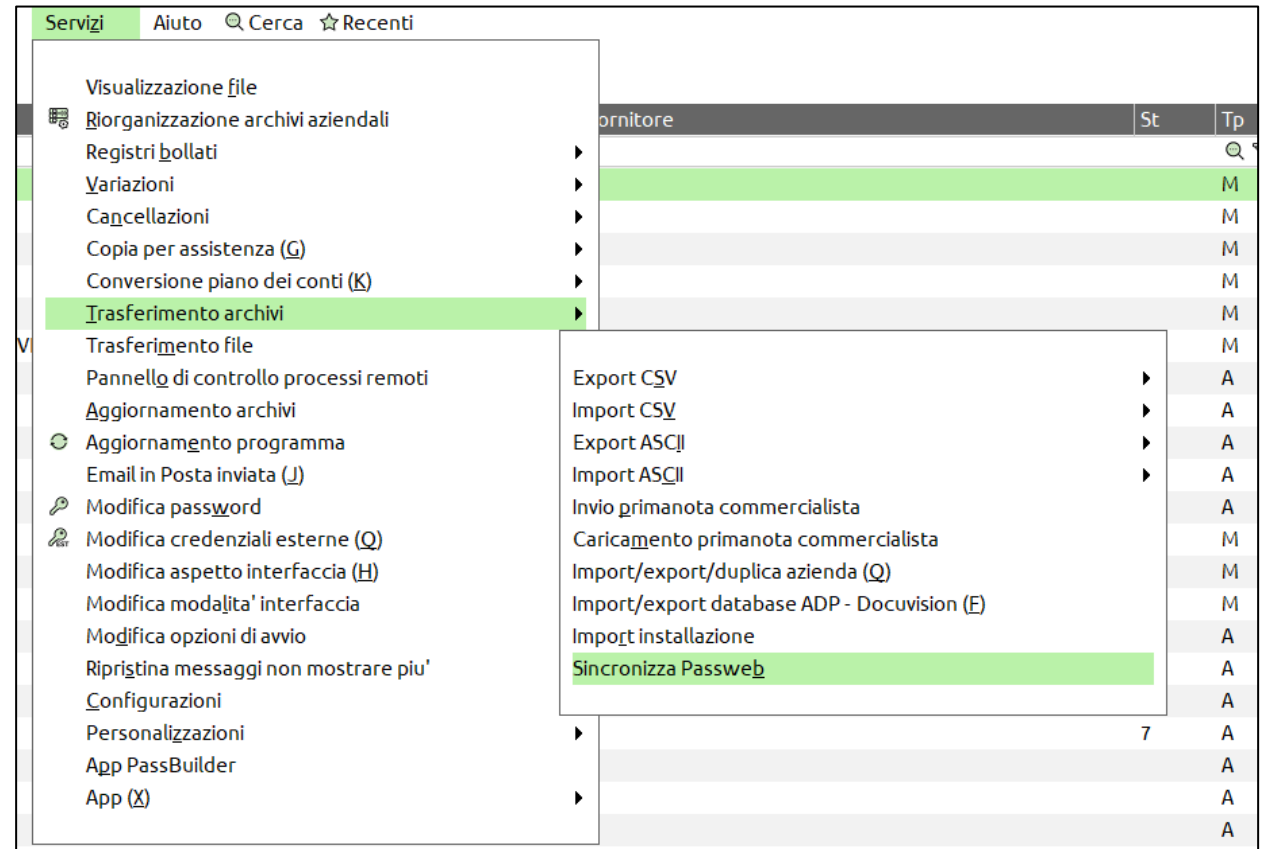 Servizi Aiuto Cerca Recenti
Visualizzazione file
Riorganizzazione archivi aziendali
Registri bollati
Variazioni
Cancellazioni
Copia per assistenza (G)
Conversione piano dei conti (K)
Trasferimento archivi
Trasferimento file
Pannello di controllo processi remoti
Aggiornamento archivi
Aggiornamento programma
Email in Posta inviata (J)
Modifica password
Modifica credenziali esterne (Q)
Modifica aspetto interfaccia (H)
Modifica modalita' interfaccia
Modifica opzioni di avvio
Ripristina messaggi non mostrare piu'
Configurazioni
Personalizzazioni
App PassBuilder
App (X)
Export CSV
Import CSV
Export ASCII
Import ASCII
Invio primanota commercialista
Caricamento primanota commercialista
Import/export/duplica azienda (Q)
Import/export database ADP - Docuvision (F)
Import installazione
Sincronizza Passweb
ornitore St Tp
M
M
M
M
M
M
A
A
A
A
A
M
M
M
A
A
A
7 A
A
A
A